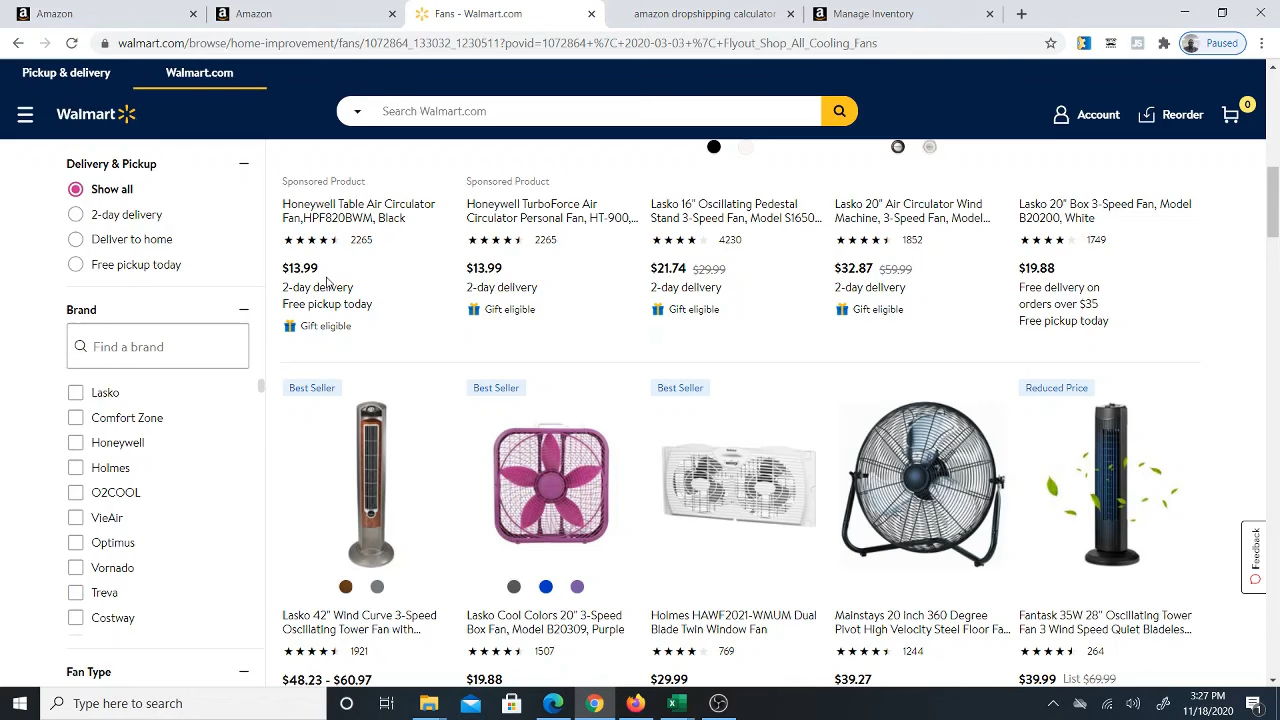 Amazon
Amazon
Fans - Walmart.com
amazon dropshipping calculator
Manage Inventory
walmart.com/browse/home-improvement/fans/1072864_133032_1230511?povid=1072864+%7C+2020-03-03+%7C+Flyout_Shop_All_Cooling_Fans
Paused
Pickup & delivery
Walmart.com
Walmart
Search Walmart.com
Account
Reorder
0
Delivery & Pickup
Show all
2-day delivery
Deliver to home
Free pickup today
Brand
Find a brand
Lasko
Comfort Zone
Honeywell
Holmes
O2COOL
VieAir
Optimus
Vornado
Treva
Costway
Fan Type
Sponsored Product
Honeywell Table Air Circulator
Fan,HPF820BWM, Black
2265
$13.99
2-day delivery
Free pickup today
Gift eligible
Sponsored Product
Honeywell TurboForce Air
Circulator Personal Fan, HT-900,...
2265
$13.99
2-day delivery
Gift eligible
Lasko 16" Oscillating Pedestal
Stand 3-Speed Fan, Model S1650...
4230
$21.74 $29.99
2-day delivery
Gift eligible
Lasko 20" Air Circulator Wind
Machine, 3-Speed Fan, Model...
1852
$32.87 $59.99
2-day delivery
Gift eligible
Lasko 20" Box 3-Speed Fan, Model
B20200, White
1749
$19.88
Free delivery on
orders over $35
Free pickup today
Best Seller
Lasko 42" Wind Curve 3-Speed
Oscillating Tower Fan with...
1921
$48.23 - $60.97
Best Seller
Lasko Cool Colors 20" 3-Speed
Box Fan, Model B20309, Purple
1507
$19.88
Best Seller
Holmes HAWF2021-WMUM Dual
Blade Twin Window Fan
769
$29.99
Mainstays 20 Inch 360 Degree
Pivot High Velocity Steel Floor Fa...
1244
$39.27
Reduced Price
Fantask 35W 28" Oscillating Tower
Fan 3 Wind Speed Quiet Bladeles...
264
$39.99 List $69.99
Feedback
Type here to search
3:27 PM
11/18/2020